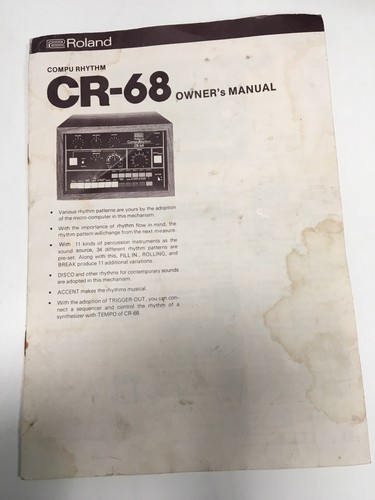 Roland
COMPU RHYTHM
CR-68 OWNER's MANUAL
• Various rhythm patterns are yours by the adoption
of the micro-computer in this mechanism.
• With the importance of rhythm flow in mind, the
rhythm pattern will change from the next measure.
• With 11 kinds of percussion instruments as the
sound source, 34 different rhythm patterns are
pre-set. Along with this, FILL IN, ROLLING, and
BREAK produce 11 additional variations.
• DISCO and other rhythms for contemporary sounds
are adopted in this mechanism.
• ACCENT makes the rhythms musical.
• With the adoption of TRIGGER OUT, you can con-
nect a sequencer and control the rhythm of a
synthesizer with TEMPO of CR-68.